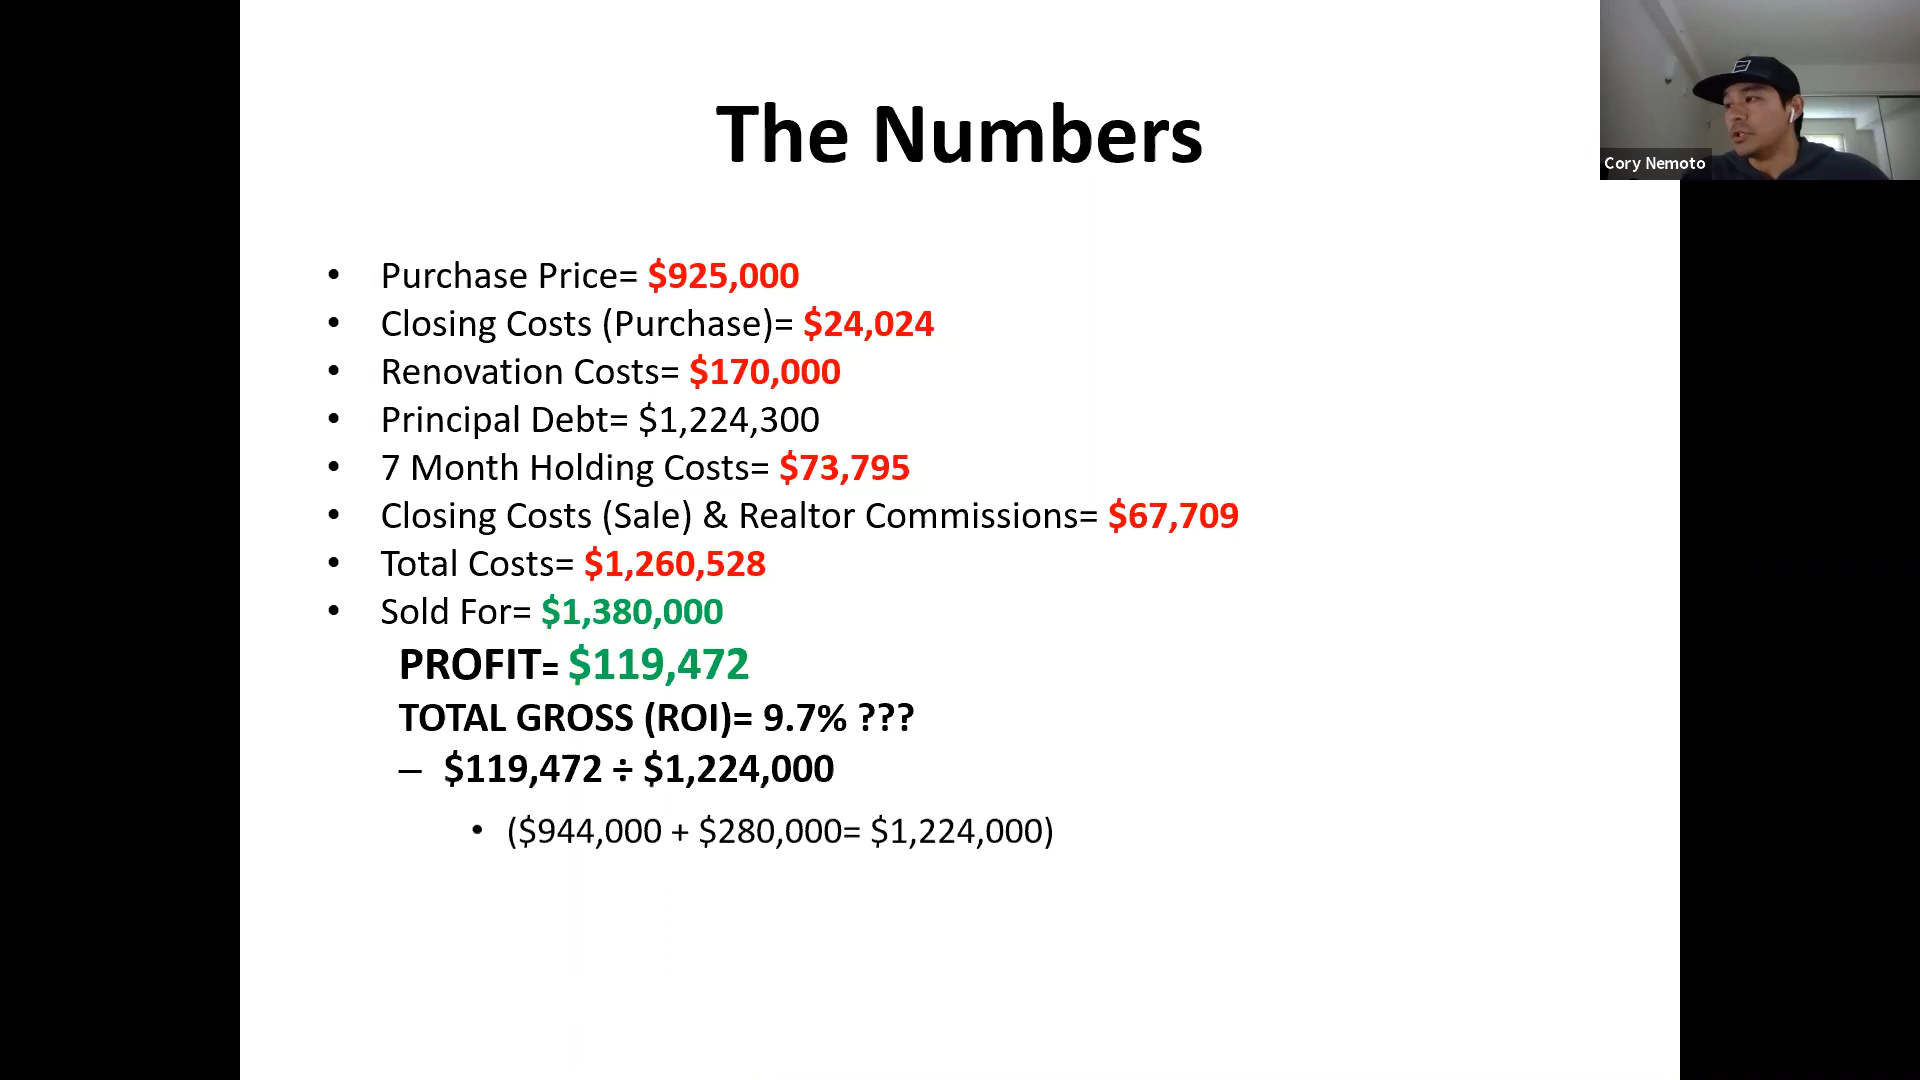 The Numbers
Cory Nemoto
• Purchase Price= $925,000
• Closing Costs (Purchase)= $24,024
• Renovation Costs= $170,000
• Principal Debt= $1,224,300
• 7 Month Holding Costs= $73,795
• Closing Costs (Sale) & Realtor Commissions= $67,709
• Total Costs= $1,260,528
• Sold For= $1,380,000
PROFIT= $119,472
TOTAL GROSS (ROI)= 9.7% ???
– $119,472 ÷ $1,224,000
• ($944,000 + $280,000= $1,224,000)